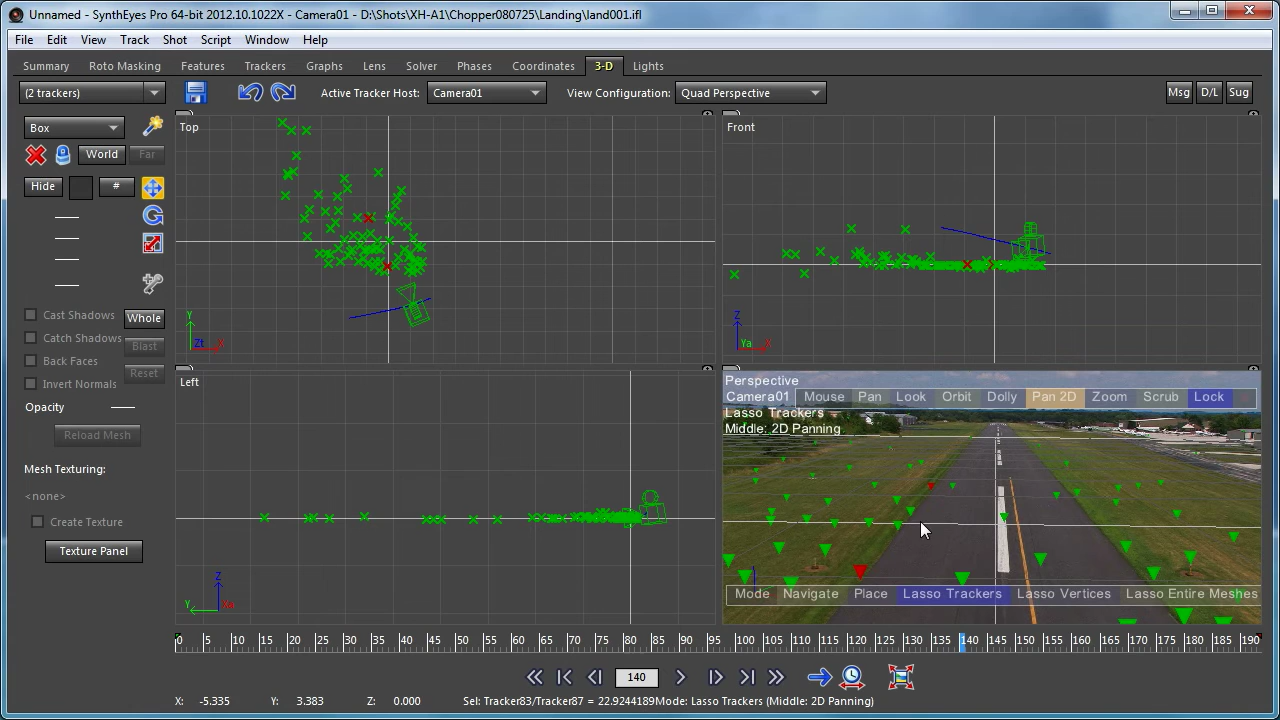 Unnamed - SynthEyes Pro 64-bit 2012.10.1022X - Camera01 - D:\Shots\XH-A1\Chopper080725\Landing\land001.ifl
File Edit View Track Shot Script Window Help
Summary Roto Masking Features Trackers Graphs Lens Solver Phases Coordinates 3-D Lights
(2 trackers) Active Tracker Host: Camera01 View Configuration: Quad Perspective Msg D/L Sug
Box
World Far
Hide #
Cast Shadows Whole
Catch Shadows
Blast
Back Faces
Reset
Invert Normals
Opacity
Reload Mesh
Mesh Texturing:
<none>
Create Texture
Texture Panel
Top
Y
Zt X
Front
Z
Ya X
Left
Z
Y Xa
Perspective
Camera01 Mouse Pan Look Orbit Dolly Pan 2D Zoom Scrub Lock
Lasso Trackers
Middle: 2D Panning
Mode Navigate Place Lasso Trackers Lasso Vertices Lasso Entire Meshes
0 5 10 15 20 25 30 35 40 45 50 55 60 65 70 75 80 85 90 95 100 105 110 115 120 125 130 135 140 145 150 155 160 165 170 175 180 185 190
140
X: -5.335 Y: 3.383 Z: 0.000 Sel: Tracker83/Tracker87 = 22.9244189Mode: Lasso Trackers (Middle: 2D Panning)